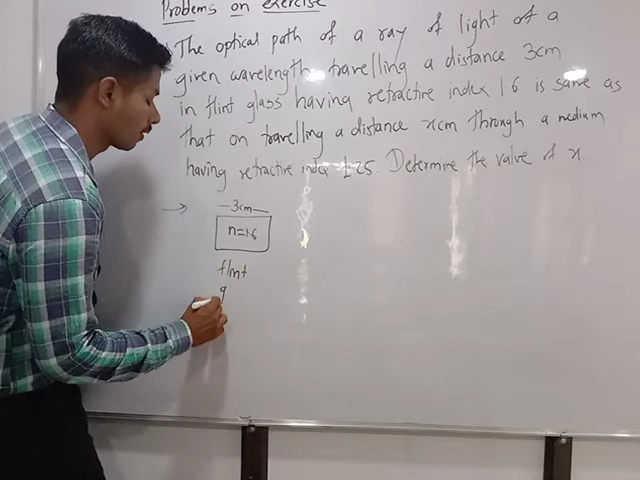 Problems on exercise
The optical path of a ray of light of a
given wavelength travelling a distance 3cm
in flint glass having refractive index 1.6 is same as
that on travelling a distance x cm through a medium
having refractive index 1.25. Determine the value of x.
3cm
n=1.6
flint
g